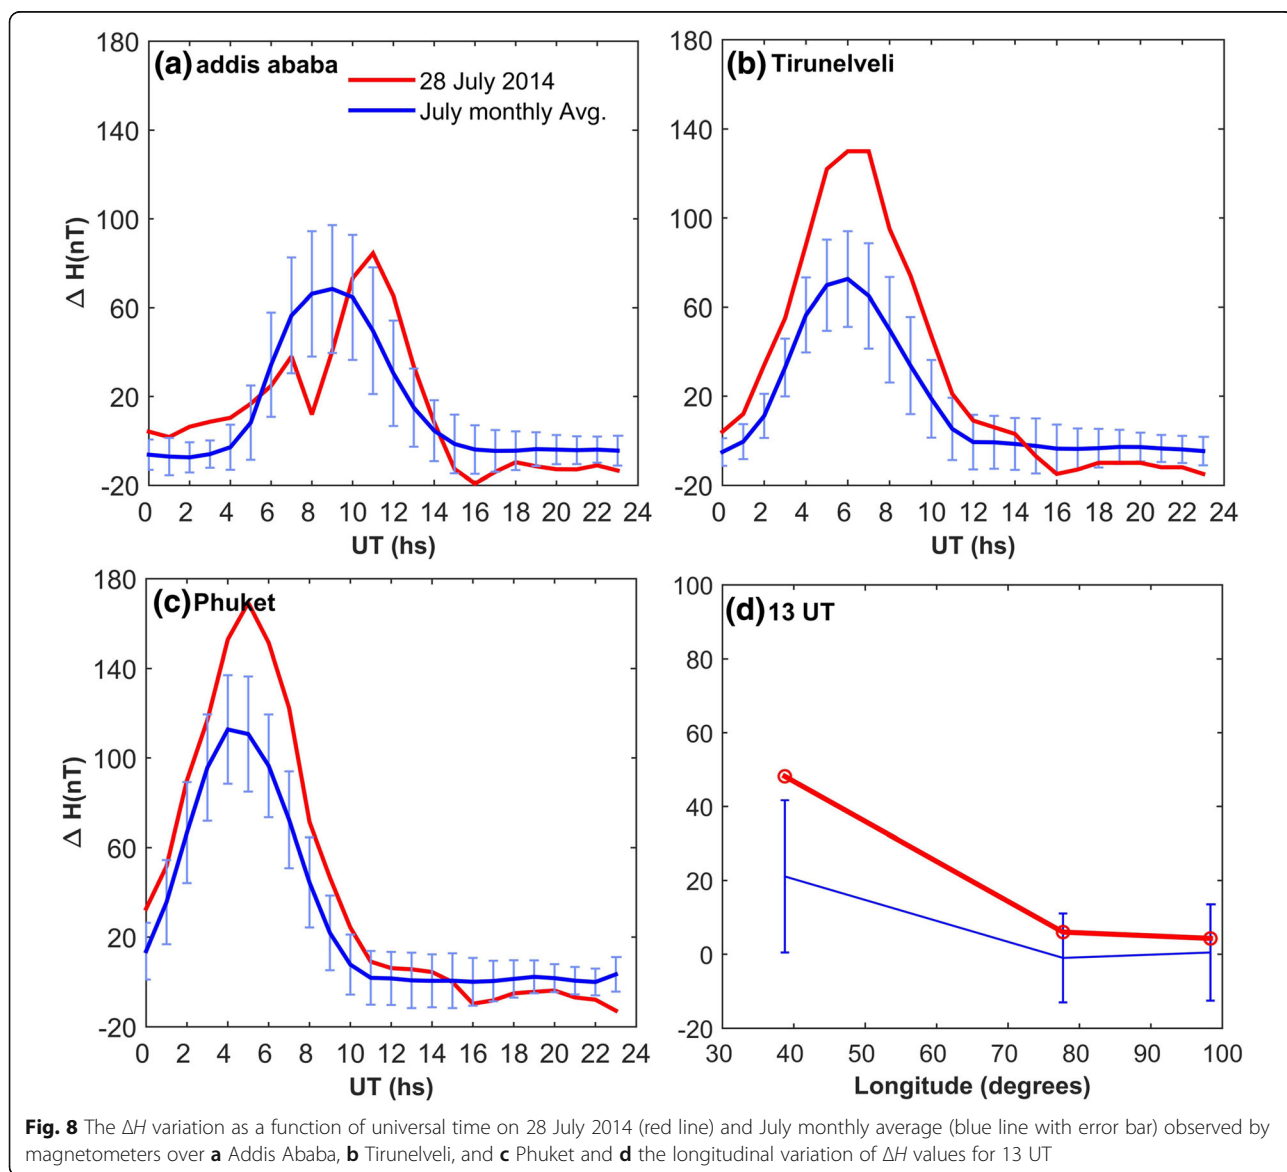 (a) addis ababa
28 July 2014
July monthly Avg.
180
140
100
60
20
-20
Δ H(nT)
0 2 4 6 8 10 12 14 16 18 20 22 24
UT (hs)
(b) Tirunelveli
180
140
100
60
20
-20
0 2 4 6 8 10 12 14 16 18 20 22 24
UT (hs)
(c) Phuket
180
140
100
60
20
-20
Δ H(nT)
0 2 4 6 8 10 12 14 16 18 20 22 24
UT (hs)
(d) 13 UT
100
80
60
40
20
0
-20
30 40 50 60 70 80 90 100
Longitude (degrees)
Fig. 8 The ΔH variation as a function of universal time on 28 July 2014 (red line) and July monthly average (blue line with error bar) observed by
magnetometers over a Addis Ababa, b Tirunelveli, and c Phuket and d the longitudinal variation of ΔH values for 13 UT